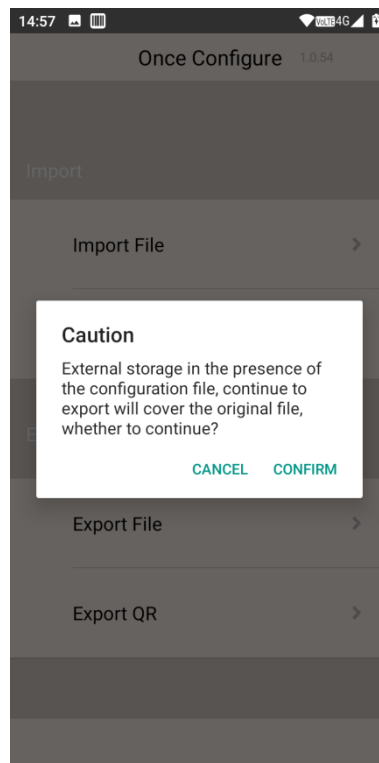 14:57 VoLTE 4G
Once Configure 1.0.54
Import
Import File
Caution
External storage in the presence of
the configuration file, continue to
export will cover the original file,
whether to continue?
CANCEL CONFIRM
E
Export File
Export QR